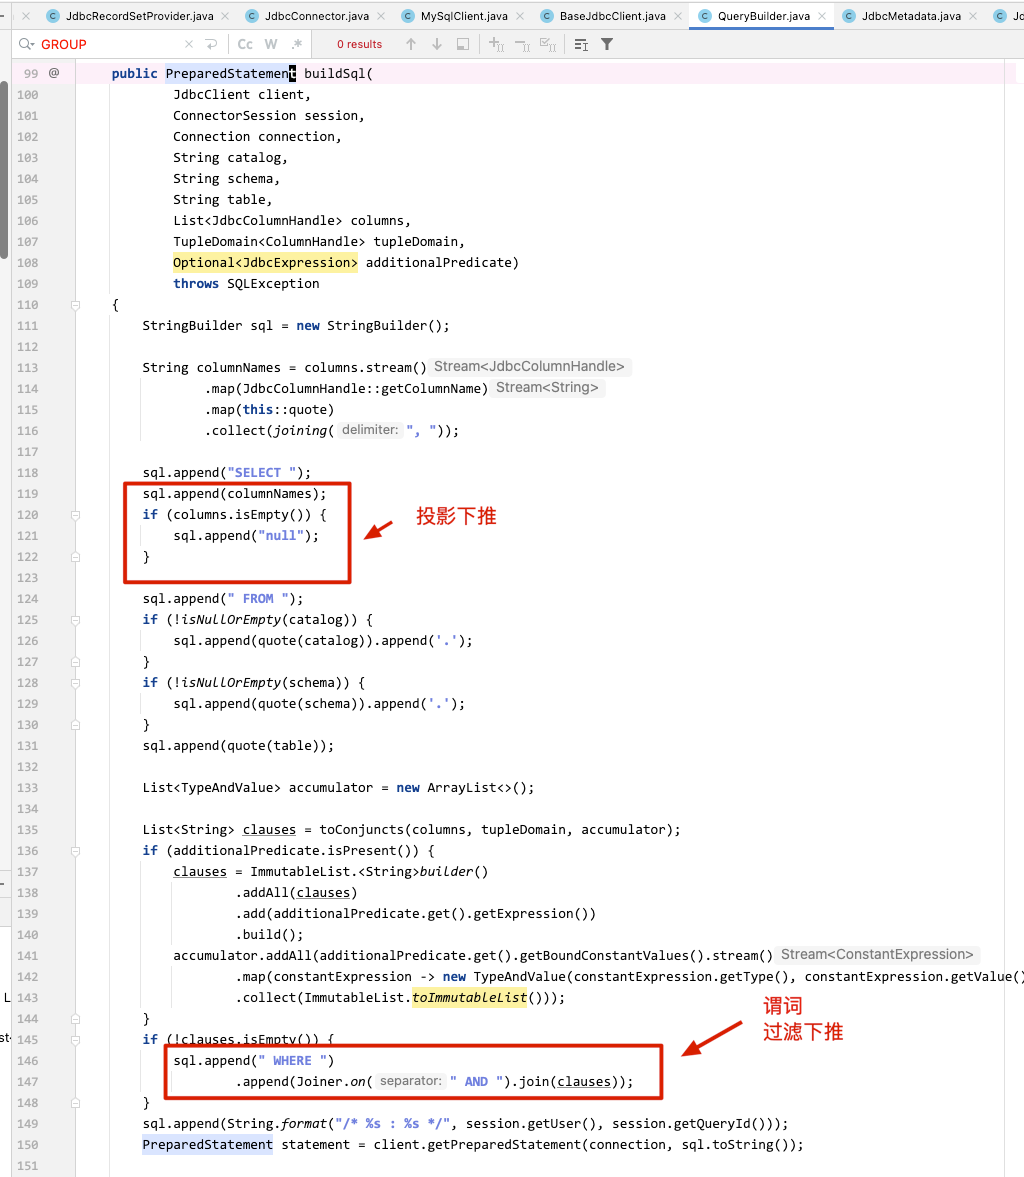 JdbcRecordSetProvider.java JdbcConnector.java MySqlClient.java BaseJdbcClient.java QueryBuilder.java JdbcMetadata.java Jd
GROUP Cc W .* 0 results
99 @ public PreparedStatement buildSql(
100 JdbcClient client,
101 ConnectorSession session,
102 Connection connection,
103 String catalog,
104 String schema,
105 String table,
106 List<JdbcColumnHandle> columns,
107 TupleDomain<ColumnHandle> tupleDomain,
108 Optional<JdbcExpression> additionalPredicate)
109 throws SQLException
110 {
111 StringBuilder sql = new StringBuilder();
112
113 String columnNames = columns.stream() Stream<JdbcColumnHandle>
114 .map(JdbcColumnHandle::getColumnName) Stream<String>
115 .map(this::quote)
116 .collect(joining( delimiter: ", "));
117
118 sql.append("SELECT ");
119 sql.append(columnNames);
120 if (columns.isEmpty()) {
投影下推
121 sql.append("null");
122 }
123
124 sql.append(" FROM ");
125 if (!isNullOrEmpty(catalog)) {
126 sql.append(quote(catalog)).append('.');
127 }
128 if (!isNullOrEmpty(schema)) {
129 sql.append(quote(schema)).append('.');
130 }
131 sql.append(quote(table));
132
133 List<TypeAndValue> accumulator = new ArrayList<>();
134
135 List<String> clauses = toConjuncts(columns, tupleDomain, accumulator);
136 if (additionalPredicate.isPresent()) {
137 clauses = ImmutableList.<String>builder()
138 .addAll(clauses)
139 .add(additionalPredicate.get().getExpression())
140 .build();
141 accumulator.addAll(additionalPredicate.get().getBoundConstantValues().stream() Stream<ConstantExpression>
142 .map(constantExpression -> new TypeAndValue(constantExpression.getType(), constantExpression.getValue()
L 143 .collect(ImmutableList.toImmutableList()));
谓词
144 }
过滤下推
st 145 if (!clauses.isEmpty()) {
146 sql.append(" WHERE ")
147 .append(Joiner.on( separator: " AND ").join(clauses));
148 }
149 sql.append(String.format("/* %s : %s */", session.getUser(), session.getQueryId()));
150 PreparedStatement statement = client.getPreparedStatement(connection, sql.toString());
151